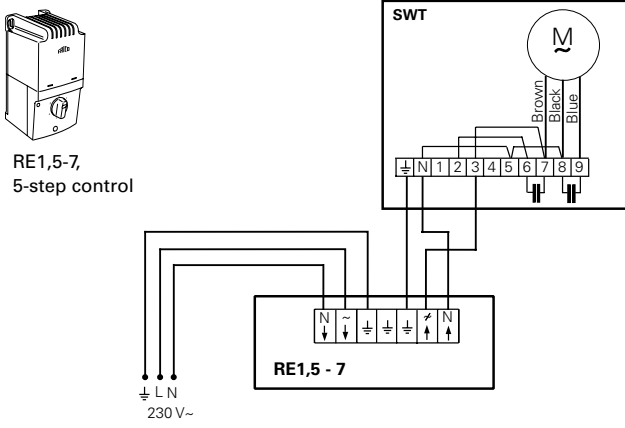 SWT
M
~
Brown
Black
Blue
RE1,5-7,
5-step control
N 1 2 3 4 5 6 7 8 9
N ~ N
RE1,5 - 7
L N
230 V~